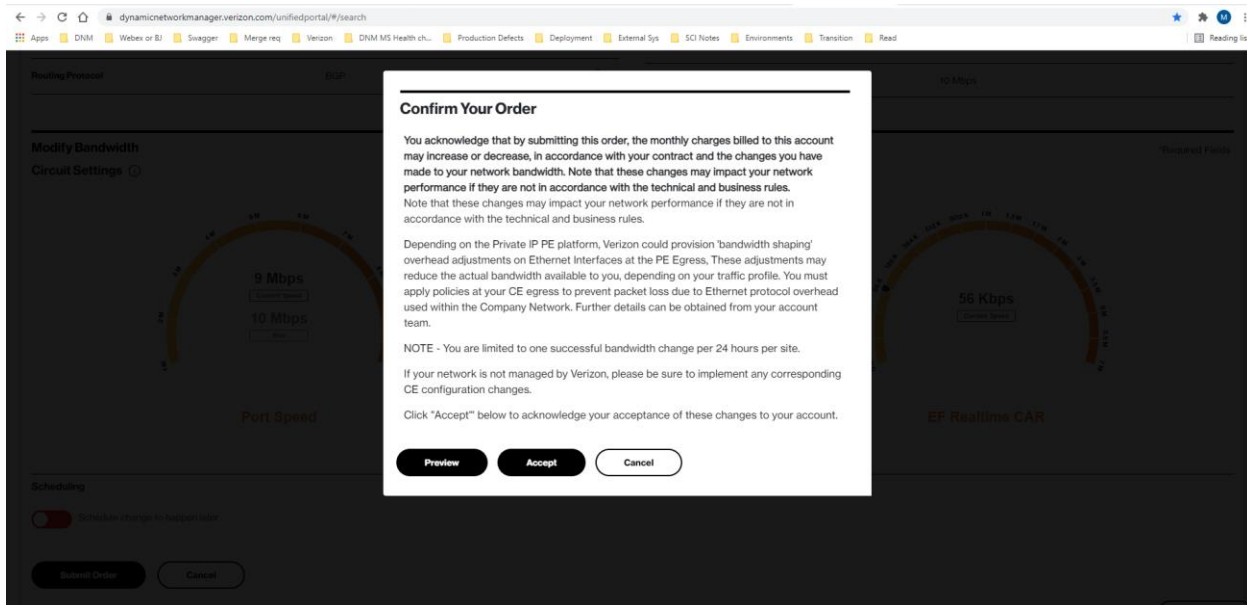 dynamicnetworkmanager.verizon.com/unifiedportal/#/search
M
Apps DNM Webex or BJ Swagger Merge req Verizon DNM MS Health ch... Production Defects Deployment External Sys SCI Notes Environments Transition Read Reading lis
Routing Protocol BGP 10 Mbps
Modify Bandwidth *Required Fields
Circuit Settings
Confirm Your Order
You acknowledge that by submitting this order, the monthly charges billed to this account
may increase or decrease, in accordance with your contract and the changes you have
made to your network bandwidth. Note that these changes may impact your network
performance if they are not in accordance with the technical and business rules.
Note that these changes may impact your network performance if they are not in
accordance with the technical and business rules.
Depending on the Private IP PE platform, Verizon could provision 'bandwidth shaping'
overhead adjustments on Ethernet Interfaces at the PE Egress, These adjustments may
reduce the actual bandwidth available to you, depending on your traffic profile. You must
apply policies at your CE egress to prevent packet loss due to Ethernet protocol overhead
used within the Company Network. Further details can be obtained from your account
team.
NOTE - You are limited to one successful bandwidth change per 24 hours per site.
If your network is not managed by Verizon, please be sure to implement any corresponding
CE configuration changes.
Click "Accept'" below to acknowledge your acceptance of these changes to your account.
Preview Accept Cancel
9 Mbps
Current Speed
10 Mbps
Port Speed
56 Kbps
Current Speed
EF Realtime CAR
Scheduling
Schedule change to happen later
Submit Order Cancel